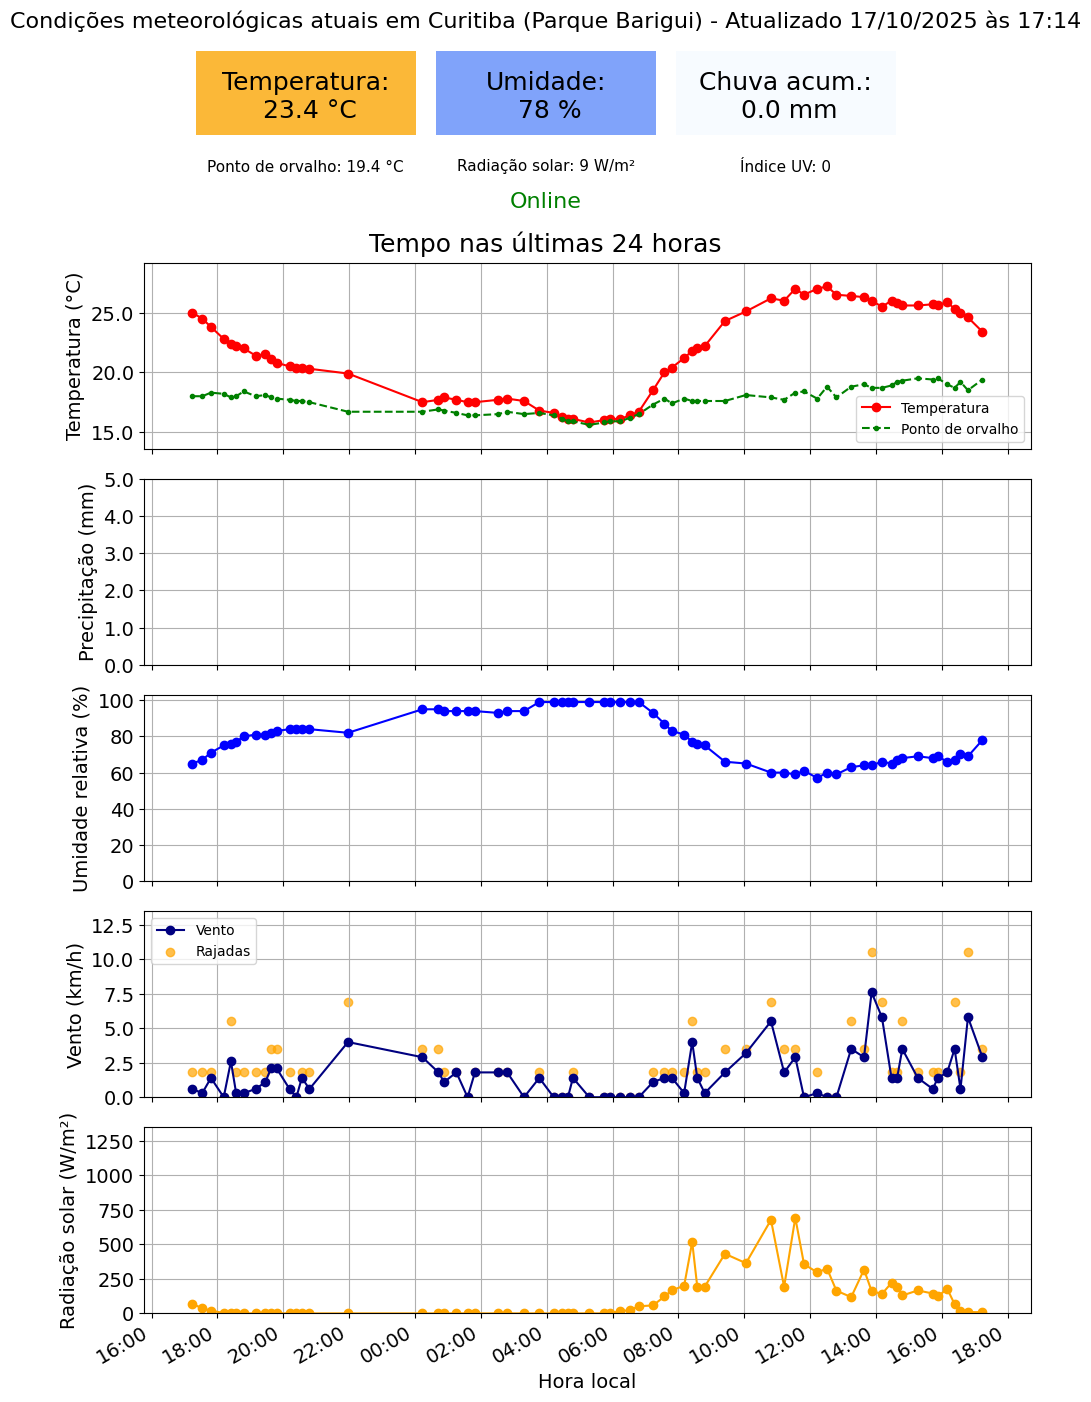 Condições meteorológicas atuais em Curitiba (Parque Barigui) - Atualizado 17/10/2025 às 17:14
Temperatura:
23.4 °C
Umidade:
78 %
Chuva acum.:
0.0 mm
Ponto de orvalho: 19.4 °C
Radiação solar: 9 W/m²
Índice UV: 0
Online
Tempo nas últimas 24 horas
Temperatura (°C)
25.0
20.0
15.0
Temperatura
Ponto de orvalho
Precipitação (mm)
5.0
4.0
3.0
2.0
1.0
0.0
Umidade relativa (%)
100
80
60
40
20
0
Vento (km/h)
12.5
10.0
7.5
5.0
2.5
0.0
Vento
Rajadas
Radiação solar (W/m²)
1250
1000
750
500
250
0
16:00
18:00
20:00
22:00
00:00
02:00
04:00
06:00
08:00
10:00
12:00
14:00
16:00
18:00
Hora local